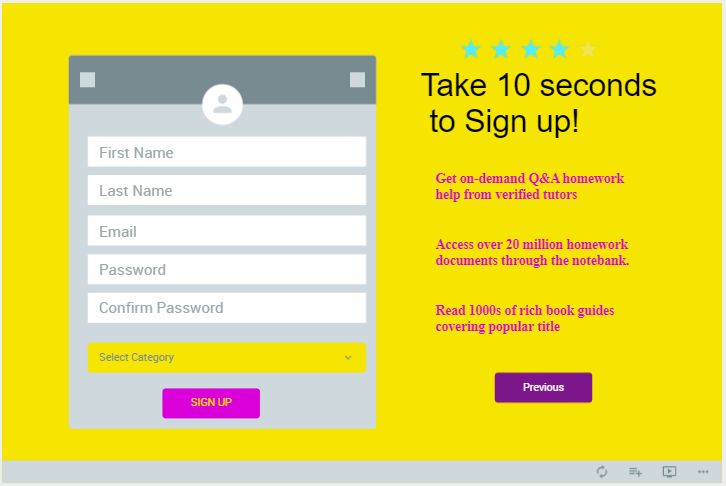 First Name
Last Name
Email
Password
Confirm Password
Select Category
SIGN UP
Take 10 seconds
to Sign up!
Get on-demand Q&A homework
help from verified tutors
Access over 20 million homework
documents through the notebank.
Read 1000s of rich book guides
covering popular title
Previous